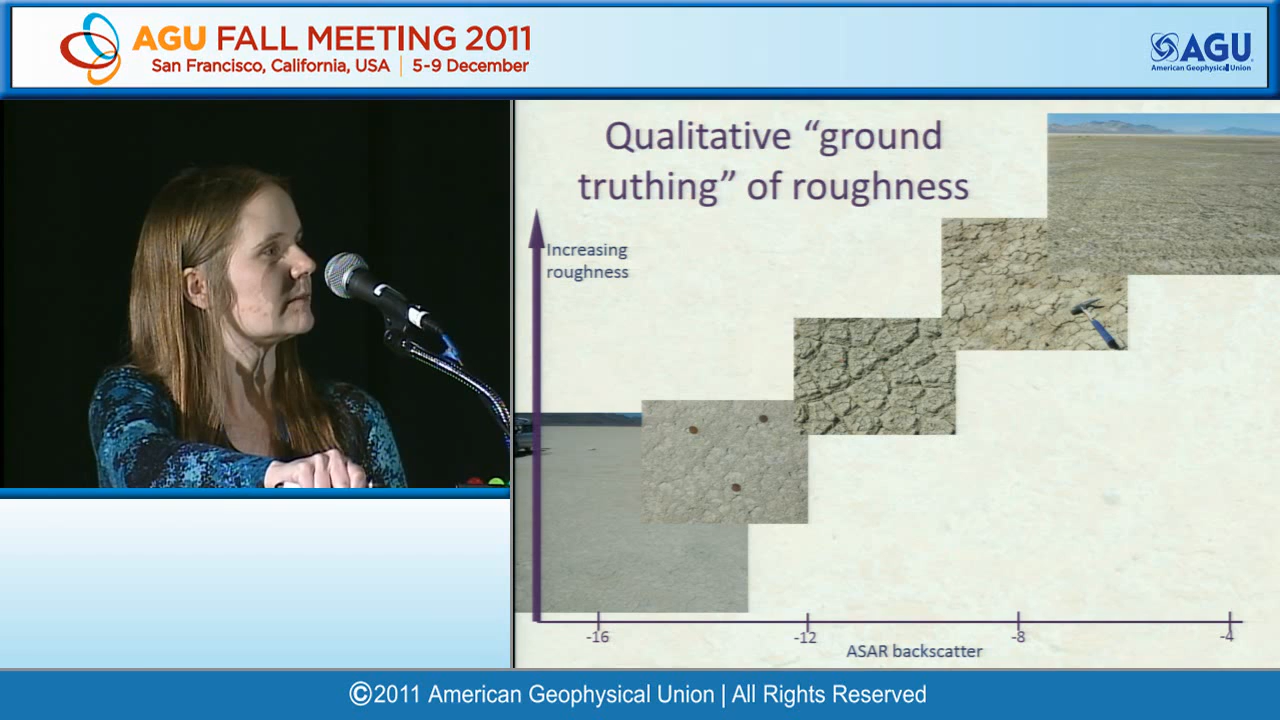 AGU FALL MEETING 2011
San Francisco, California, USA | 5-9 December
AGU
American Geophysical Union
Qualitative “ground
truthing” of roughness
Increasing
roughness
-16
-12
-8
-4
ASAR backscatter
©2011 American Geophysical Union | All Rights Reserved